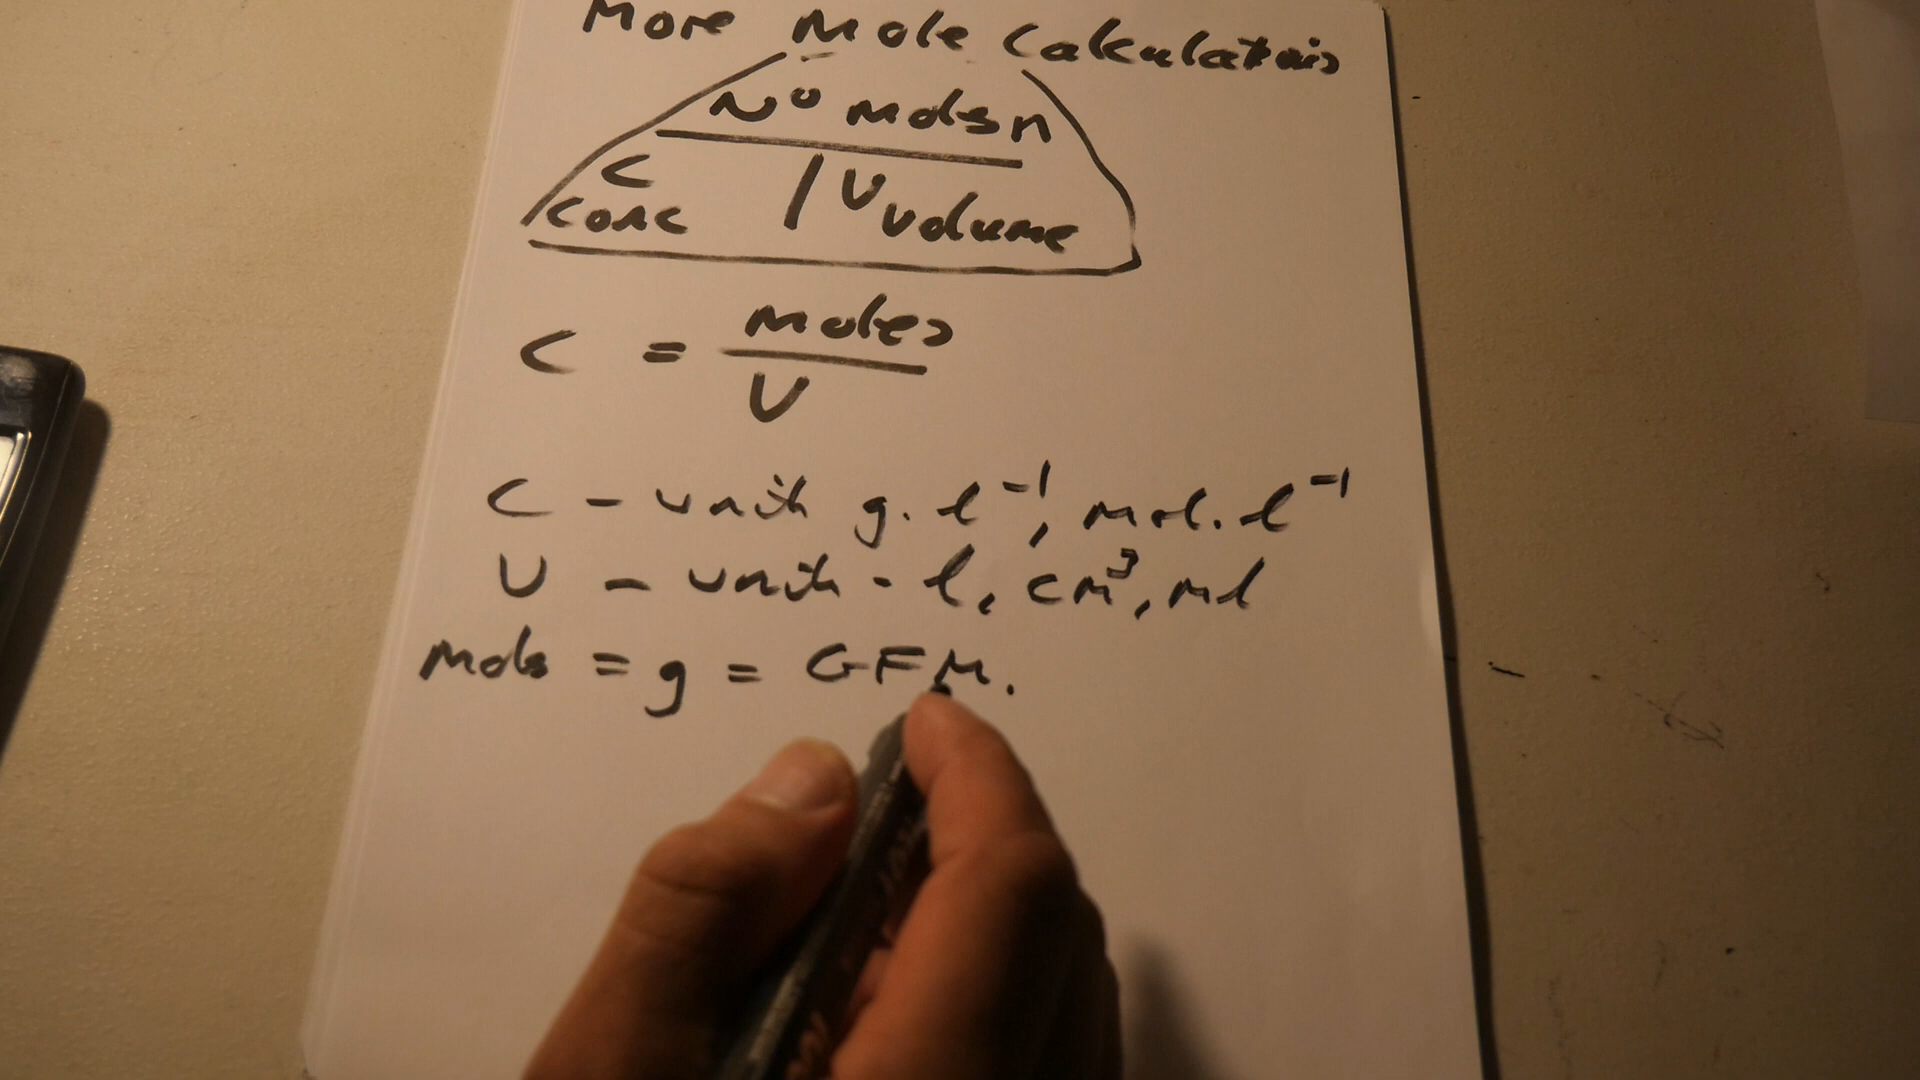 More Mole Calculations
No moles n
C | V
conc volume
C = moles
V
C - units g. l⁻¹, mol. l⁻¹
V - units - l, cm³, ml
mols = g = GFM.